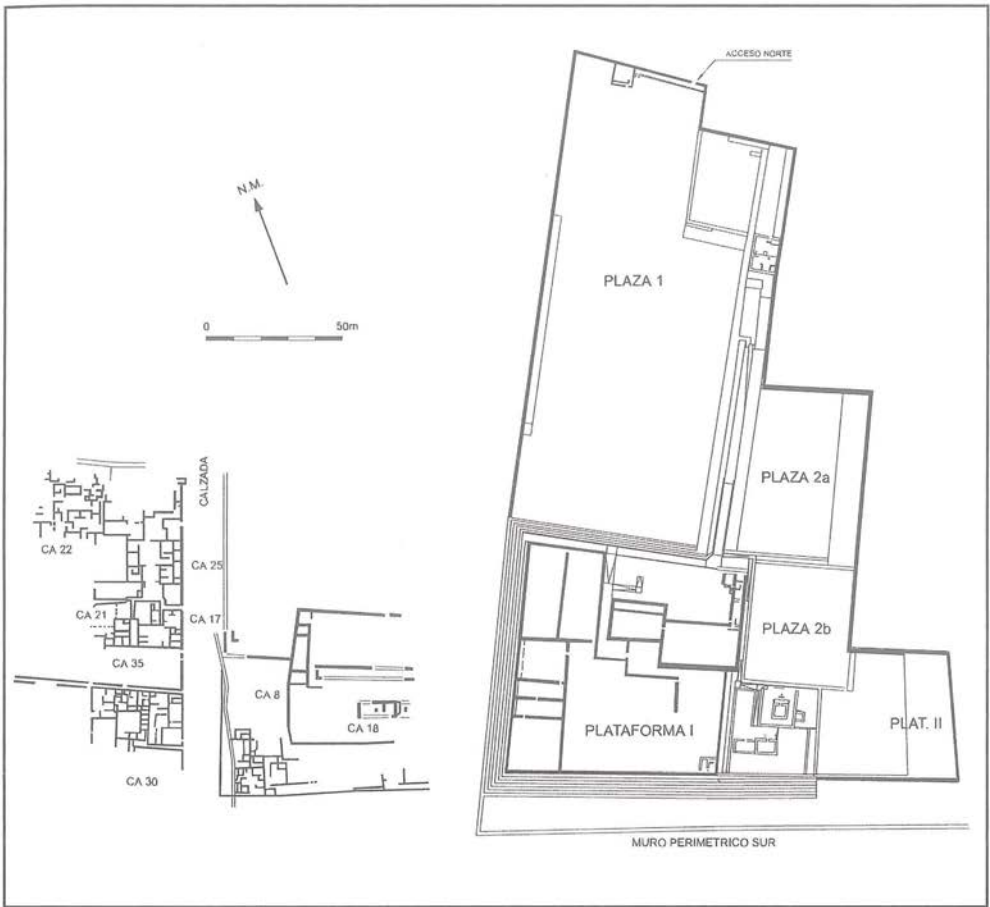 ACCESO NORTE
N.M.
PLAZA 1
0 50m
CALZADA
PLAZA 2a
CA 22
CA 25
CA 21
CA 17
PLAZA 2b
CA 35
CA 8
CA 18
PLATAFORMA I
PLAT. II
CA 30
MURO PERIMETRICO SUR